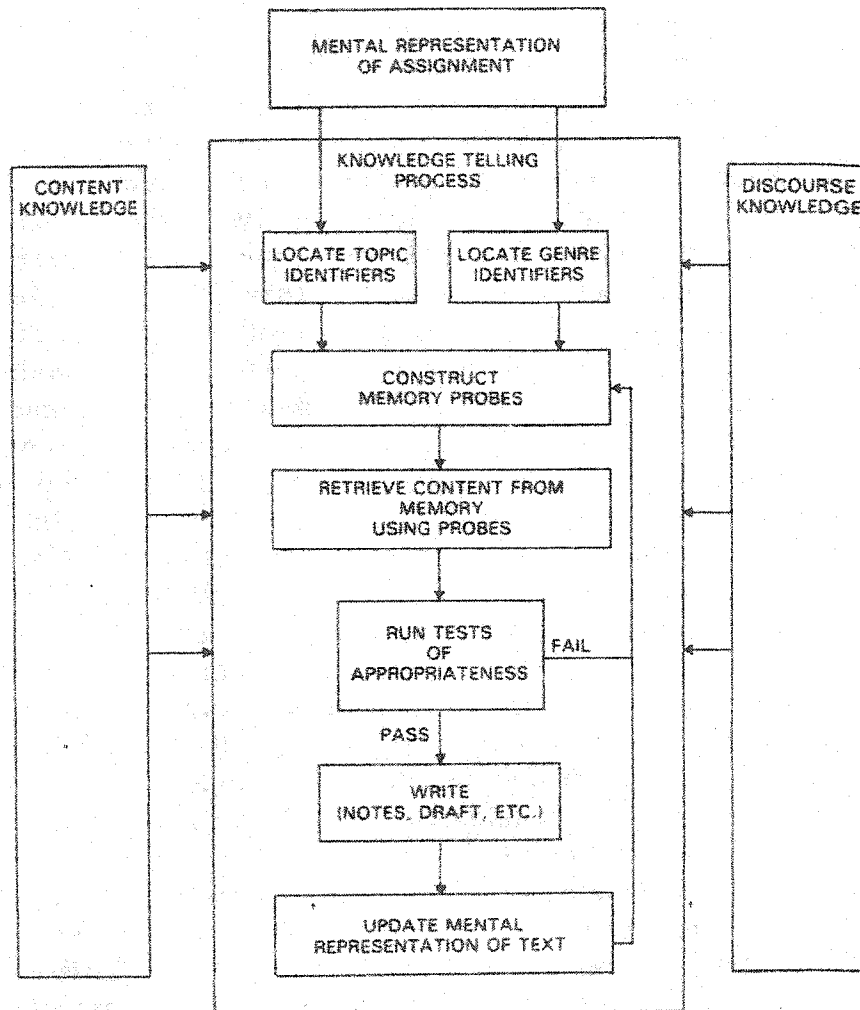 MENTAL REPRESENTATION
OF ASSIGNMENT
KNOWLEDGE TELLING
PROCESS
CONTENT
KNOWLEDGE
DISCOURSE
KNOWLEDGE
LOCATE TOPIC
IDENTIFIERS
LOCATE GENRE
IDENTIFIERS
CONSTRUCT
MEMORY PROBES
RETRIEVE CONTENT FROM
MEMORY
USING PROBES
RUN TESTS
OF
APPROPRIATENESS
FAIL
PASS
WRITE
(NOTES, DRAFT, ETC.)
UPDATE MENTAL
REPRESENTATION OF TEXT